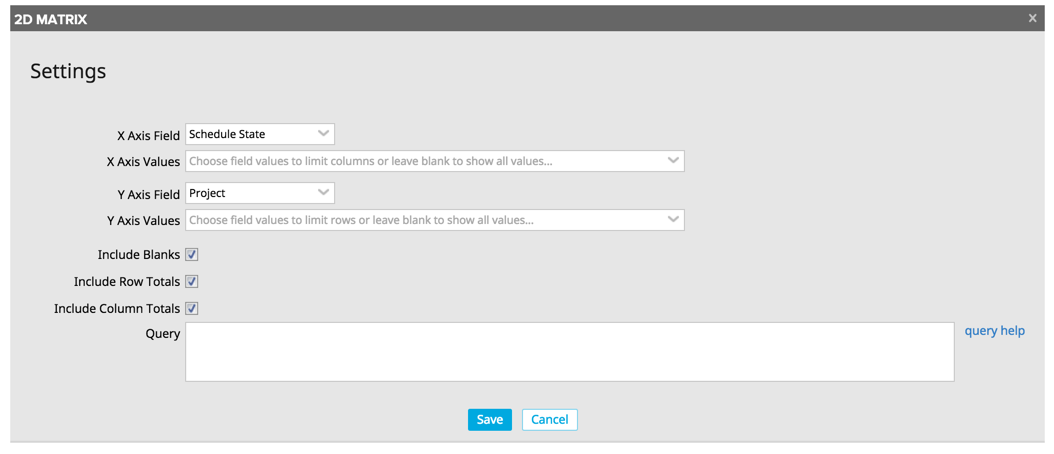 2D MATRIX x
Settings
X Axis Field Schedule State
X Axis Values Choose field values to limit columns or leave blank to show all values...
Y Axis Field Project
Y Axis Values Choose field values to limit rows or leave blank to show all values...
Include Blanks
Include Row Totals
Include Column Totals
Query query help
Save Cancel